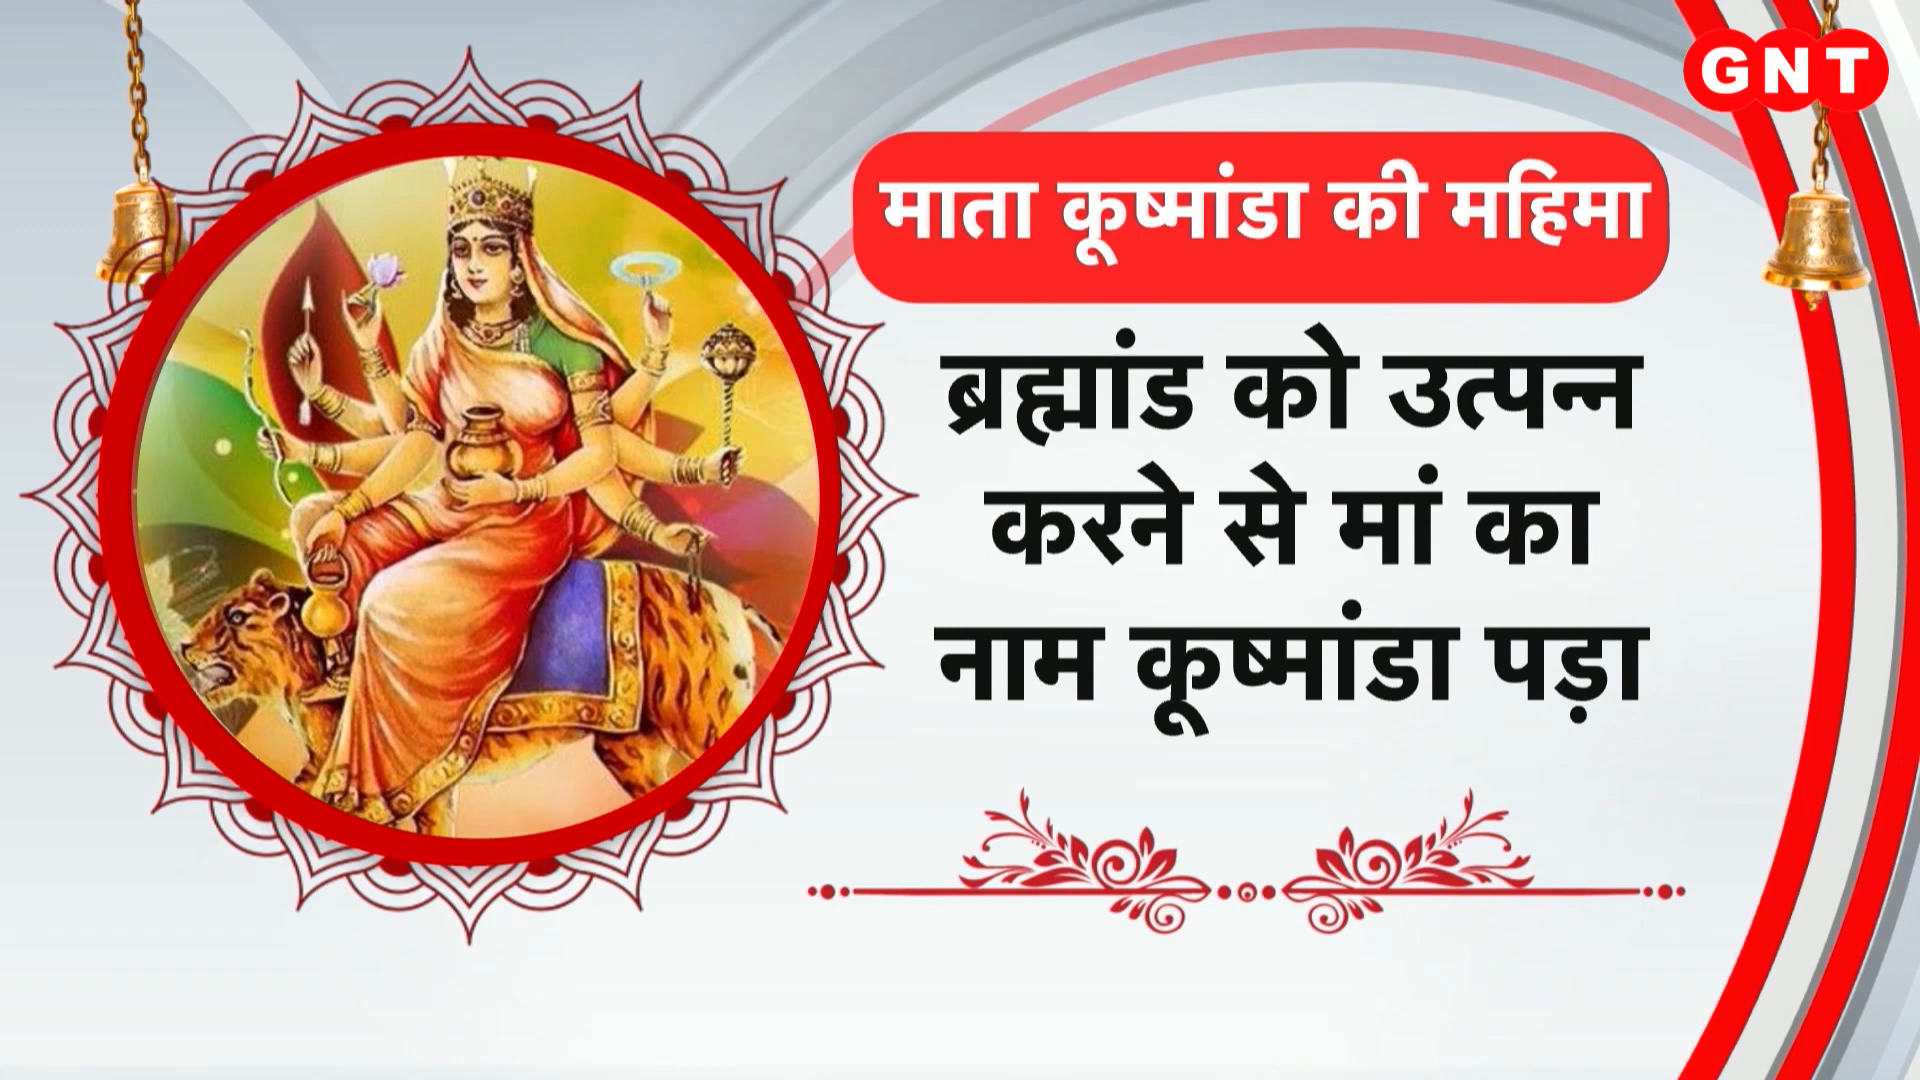 GNT
माता कूष्मांडा की महिमा
ब्रह्मांड को उत्पन्न
करने से मां का
नाम कूष्मांडा पड़ा